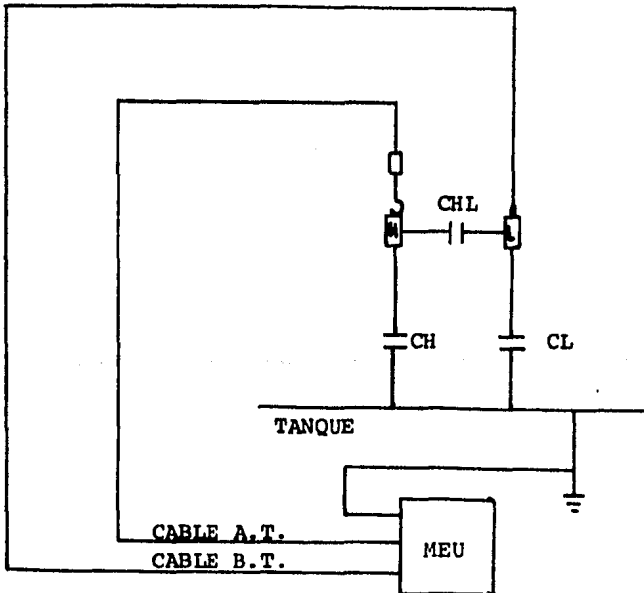 CHL
H
L
CH
CL
TANQUE
CABLE A.T.
CABLE B.T.
MEU